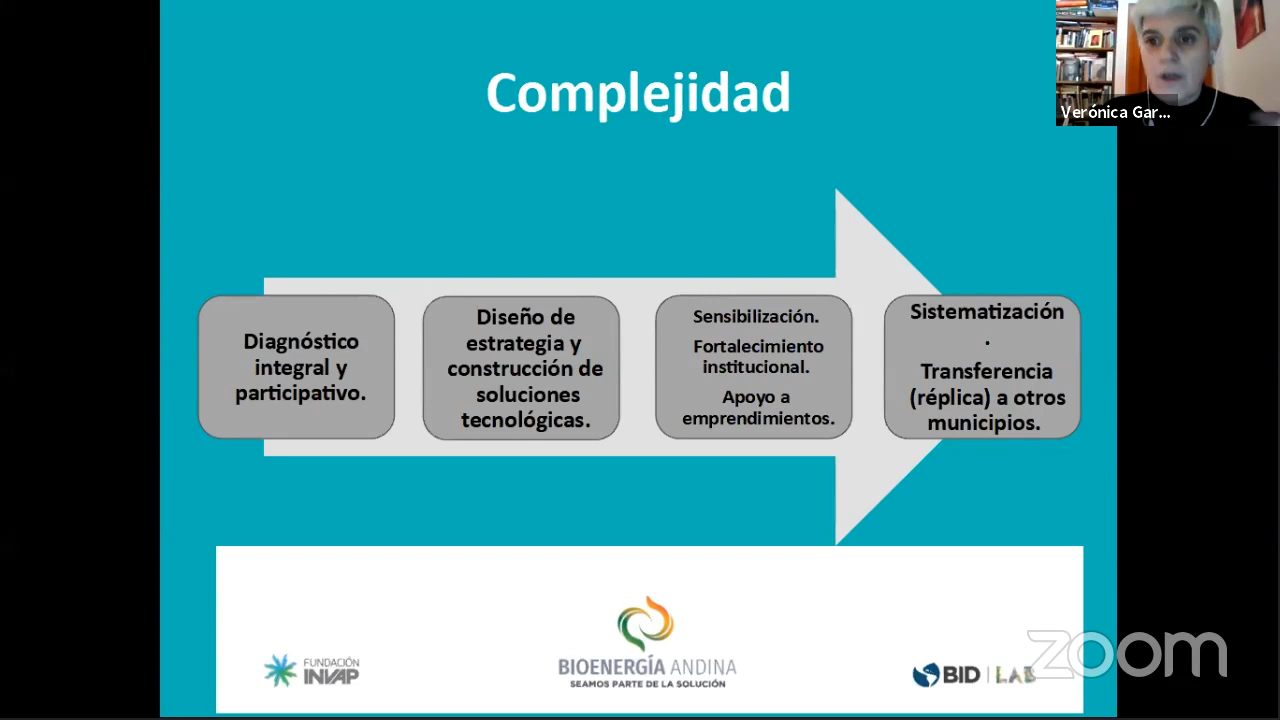 Complejidad
Verónica Gar...
Diagnóstico
integral y
participativo.
Diseño de
estrategia y
construcción de
soluciones
tecnológicas.
Sensibilización.
Fortalecimiento
institucional.
Apoyo a
emprendimientos.
Sistematización
.
Transferencia
(réplica) a otros
municipios.
FUNDACIÓN
INVAP
BIOENERGÍA ANDINA
SEAMOS PARTE DE LA SOLUCIÓN
BID | LAB
zoom